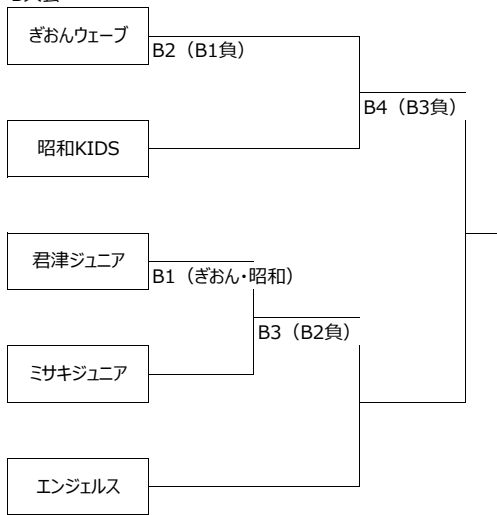 ぎおんウェーブ
B2（B1負）
B4（B3負）
昭和KIDS
君津ジュニア
B1（ぎおん・昭和）
B3（B2負）
ミサキジュニア
エンジェルス